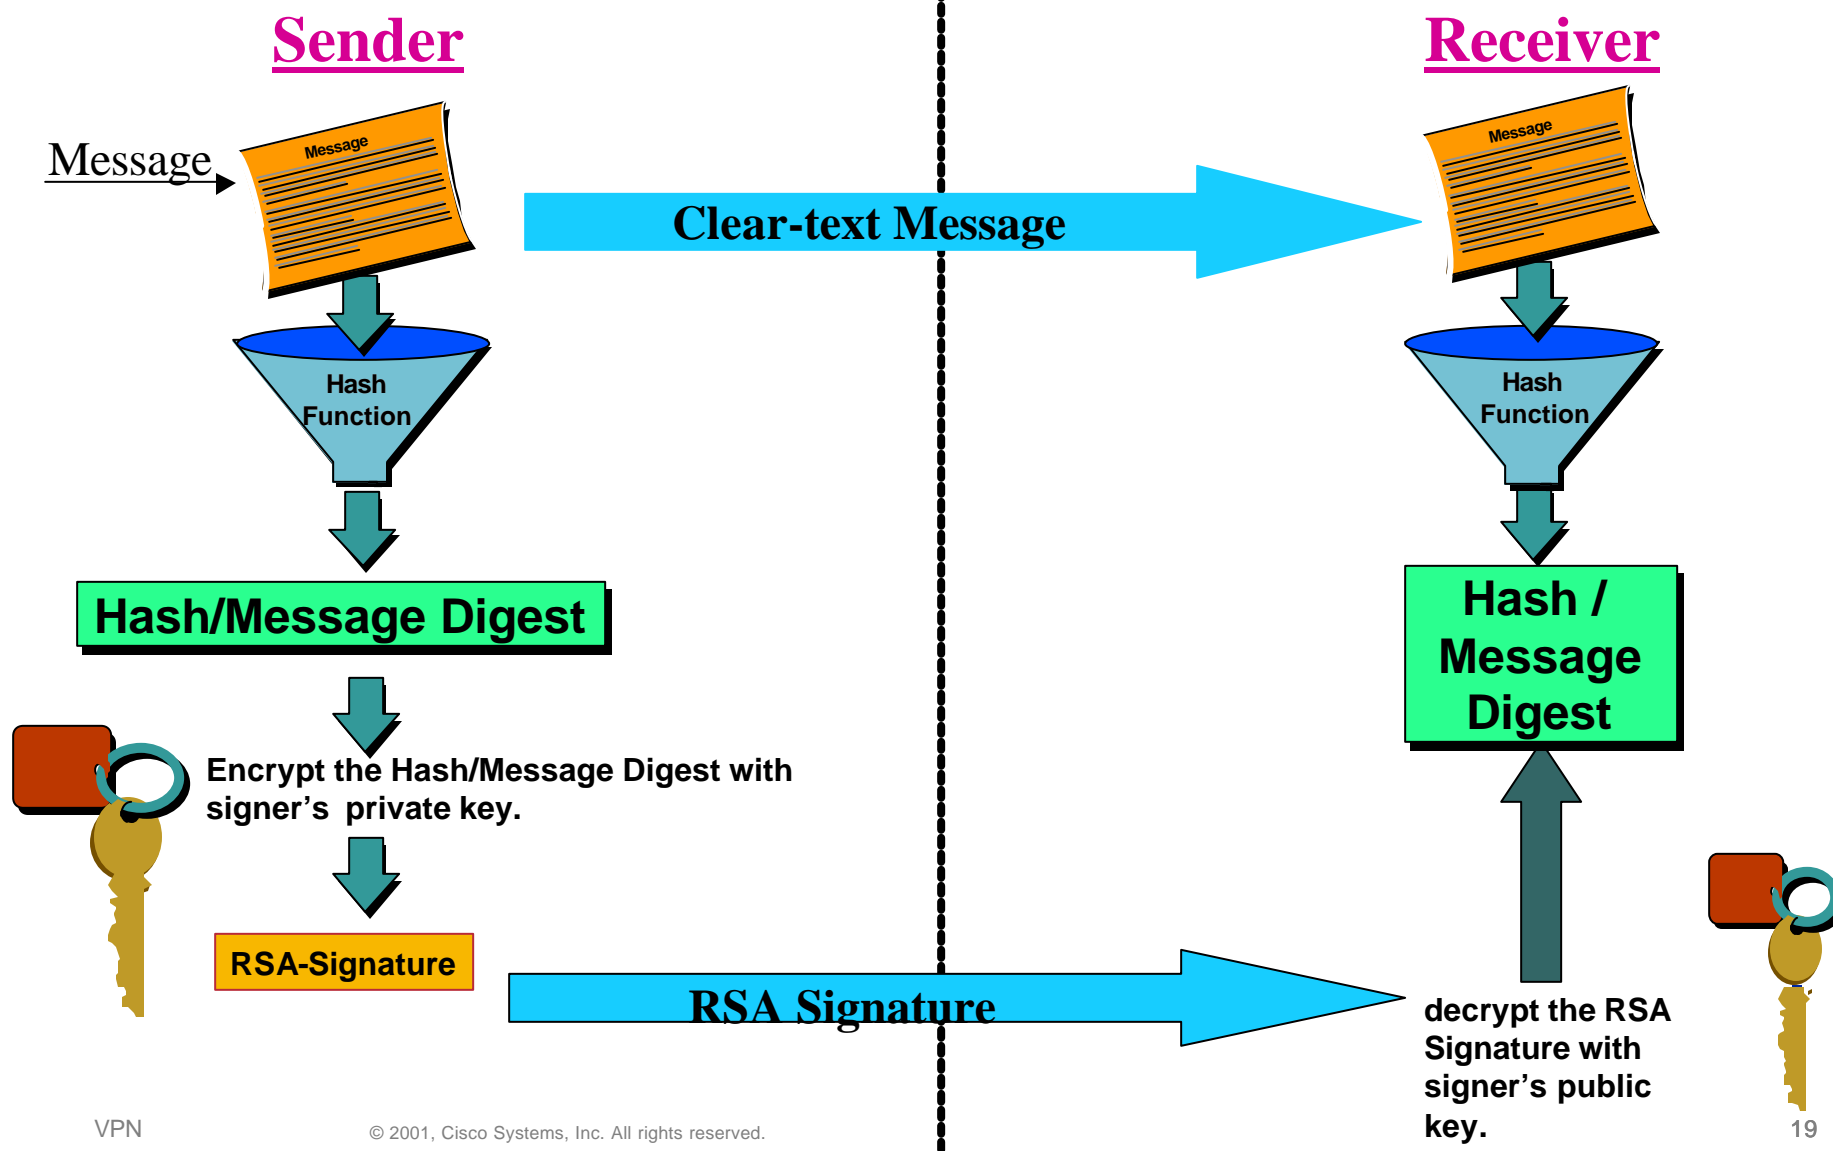 Sender
Receiver
Message
Message
Message
Clear-text Message
Hash
Function
Hash
Function
Hash/Message Digest
Hash /
Message
Digest
Encrypt the Hash/Message Digest with
signer’s private key.
RSA-Signature
RSA Signature
decrypt the RSA
Signature with
signer’s public
key.
VPN
© 2001, Cisco Systems, Inc. All rights reserved.
19